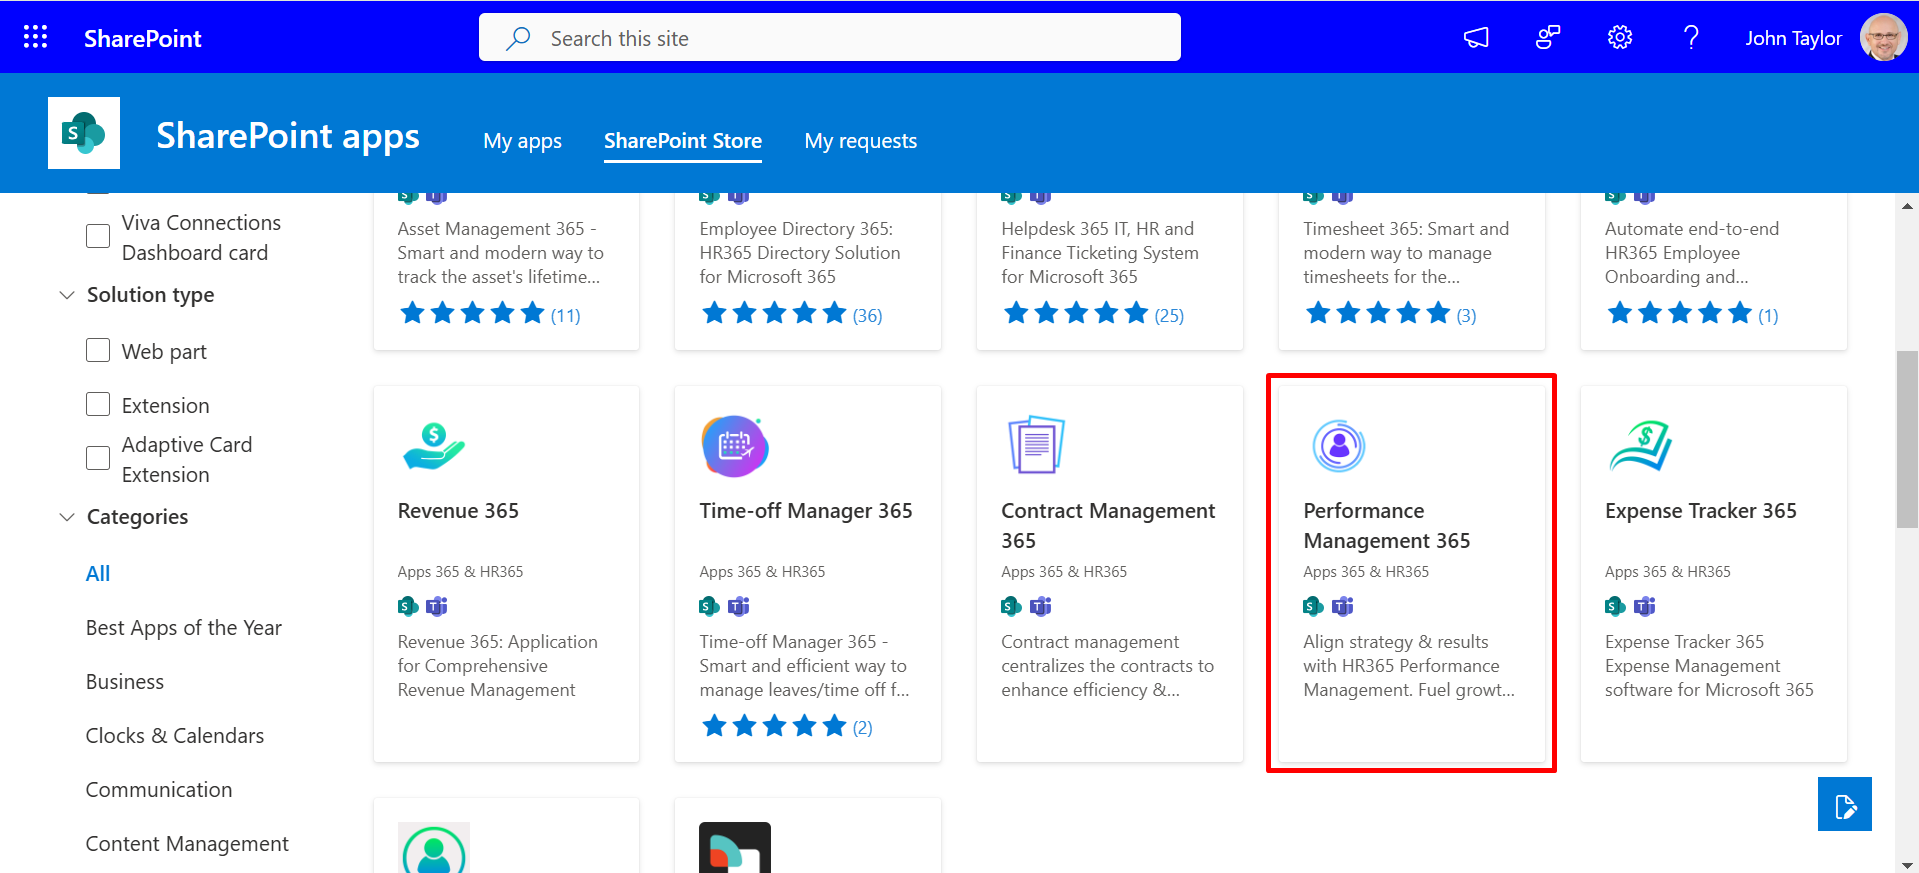 SharePoint
Search this site
John Taylor
SharePoint apps
My apps
SharePoint Store
My requests
Viva Connections
Dashboard card
Solution type
Web part
Extension
Adaptive Card
Extension
Categories
All
Best Apps of the Year
Business
Clocks & Calendars
Communication
Content Management
Asset Management 365 -
Smart and modern way to
track the asset's lifetime...
(11)
Employee Directory 365:
HR365 Directory Solution
for Microsoft 365
(36)
Helpdesk 365 IT, HR and
Finance Ticketing System
for Microsoft 365
(25)
Timesheet 365: Smart and
modern way to manage
timesheets for the...
(3)
Automate end-to-end
HR365 Employee
Onboarding and...
(1)
Revenue 365
Apps 365 & HR365
Revenue 365: Application
for Comprehensive
Revenue Management
Time-off Manager 365
Apps 365 & HR365
Time-off Manager 365 -
Smart and efficient way to
manage leaves/time off f...
(2)
Contract Management
365
Apps 365 & HR365
Contract management
centralizes the contracts to
enhance efficiency &...
Performance
Management 365
Apps 365 & HR365
Align strategy & results
with HR365 Performance
Management. Fuel growt...
Expense Tracker 365
Apps 365 & HR365
Expense Tracker 365
Expense Management
software for Microsoft 365